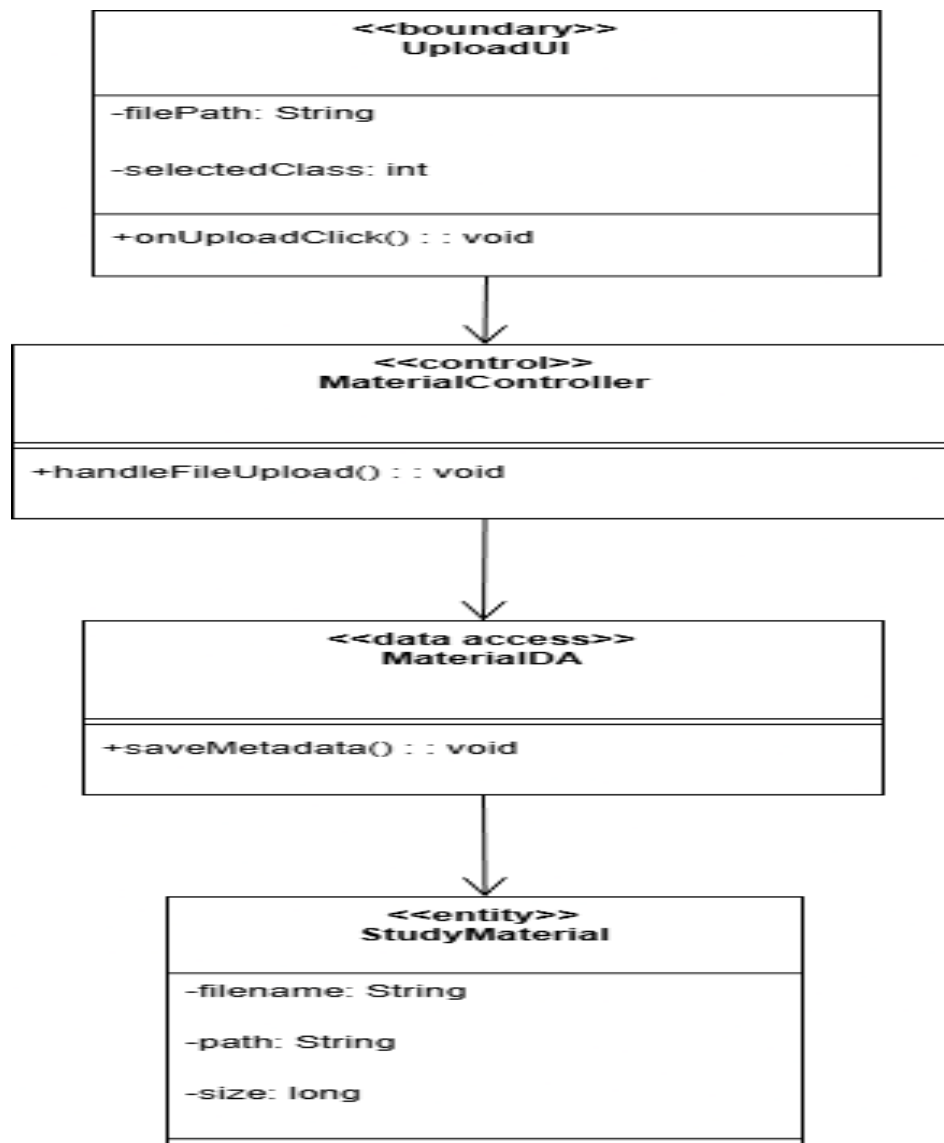 <<boundary>>
UploadUI
-filePath: String
-selectedClass: int
+onUploadClick() : : void
<<control>>
MaterialController
+handleFileUpload() : : void
<<data access>>
MaterialDA
+saveMetadata() : : void
<<entity>>
StudyMaterial
-filename: String
-path: String
-size: long